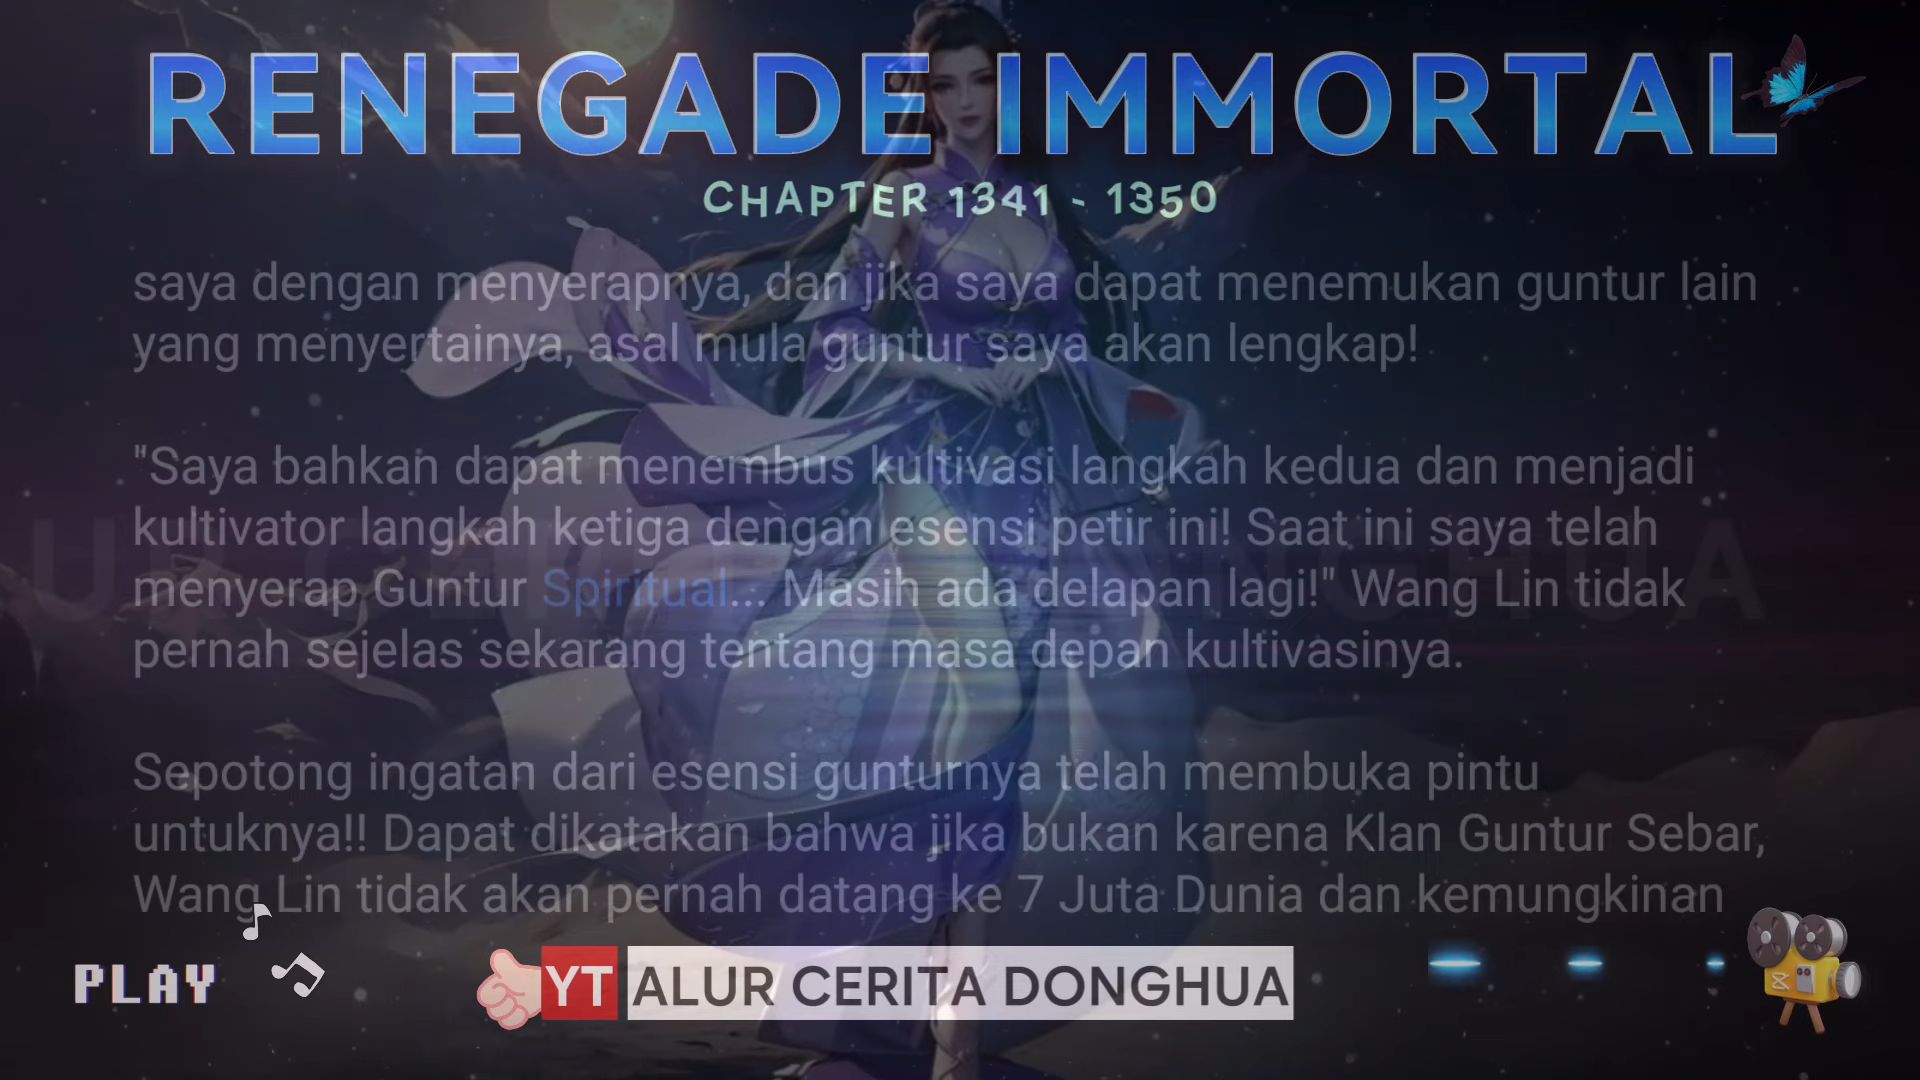 RENEGADE IMMORTAL
CHAPTER 1341 - 1350
saya dengan menyerapnya, dan jika saya dapat menemukan guntur lain
yang menyertainya, asal mula guntur saya akan lengkap!
"Saya bahkan dapat menembus kultivasi langkah kedua dan menjadi
kultivator langkah ketiga dengan esensi petir ini! Saat ini saya telah
menyerap Guntur Spiritual... Masih ada delapan lagi!" Wang Lin tidak
pernah sejelas sekarang tentang masa depan kultivasinya.
Sepotong ingatan dari esensi gunturnya telah membuka pintu
untuknya!! Dapat dikatakan bahwa jika bukan karena Klan Guntur Sebar,
Wang Lin tidak akan pernah datang ke 7 Juta Dunia dan kemungkinan
PLAY
YT ALUR CERITA DONGHUA